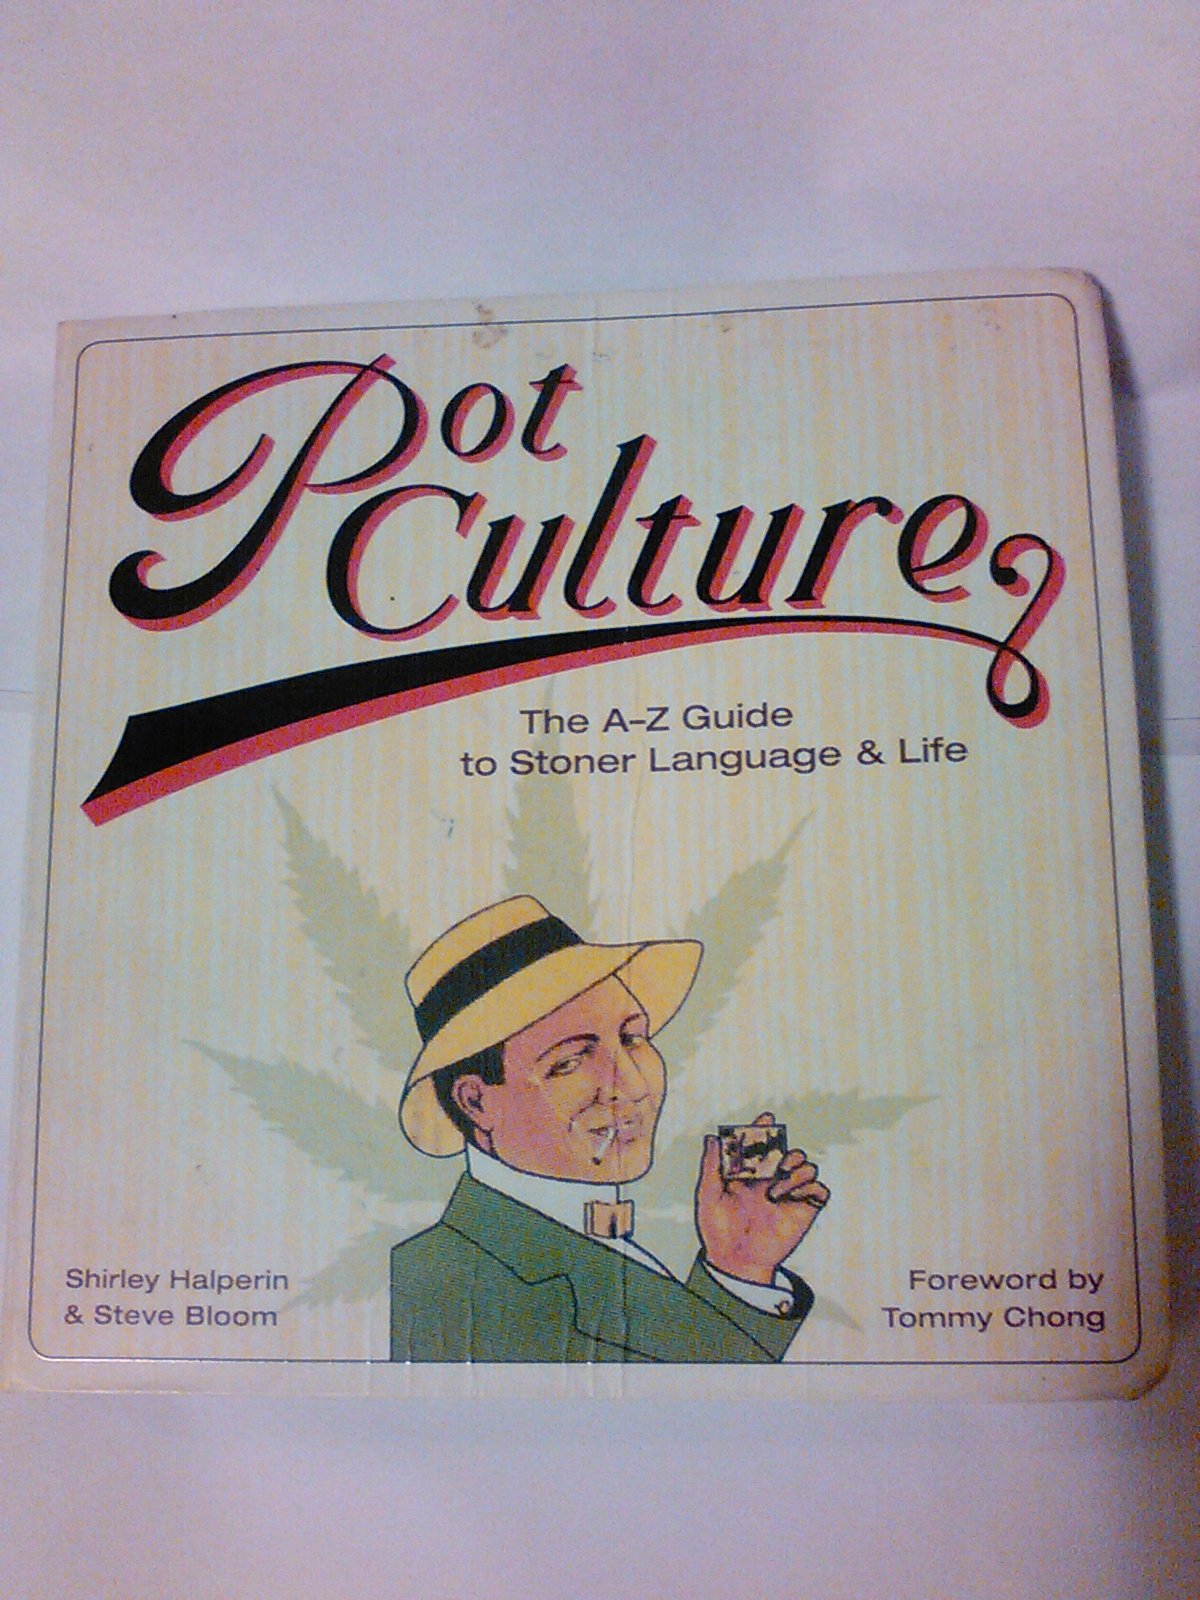 Pot
Culture
The A-Z Guide
to Stoner Language & Life
Shirley Halperin
& Steve Bloom
Foreword by
Tommy Chong